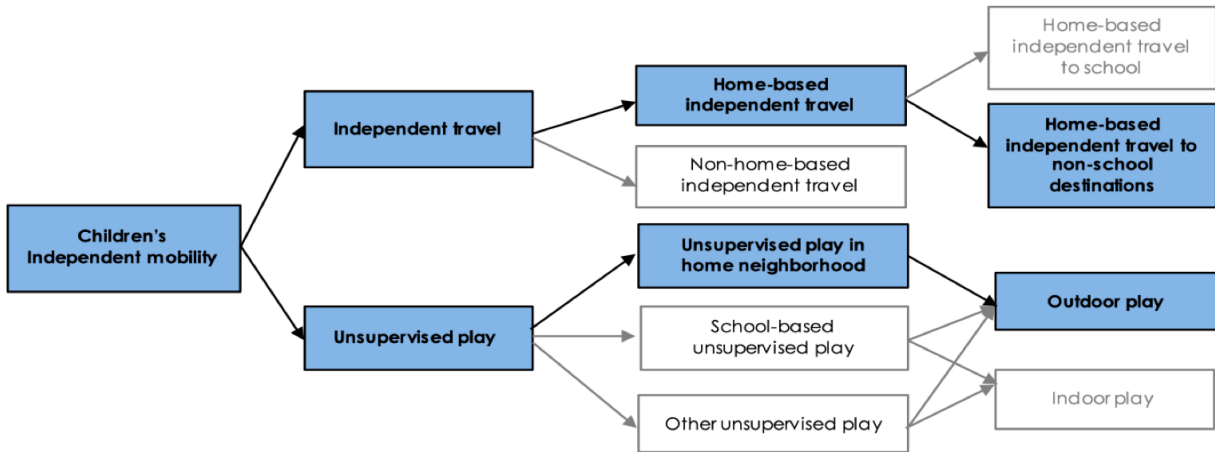 Children's
Independent mobility
Independent travel
Unsupervised play
Home-based
independent travel
Non-home-based
independent travel
Unsupervised play in
home neighborhood
School-based
unsupervised play
Other unsupervised play
Home-based
independent travel
to school
Home-based
independent travel to
non-school
destinations
Outdoor play
Indoor play